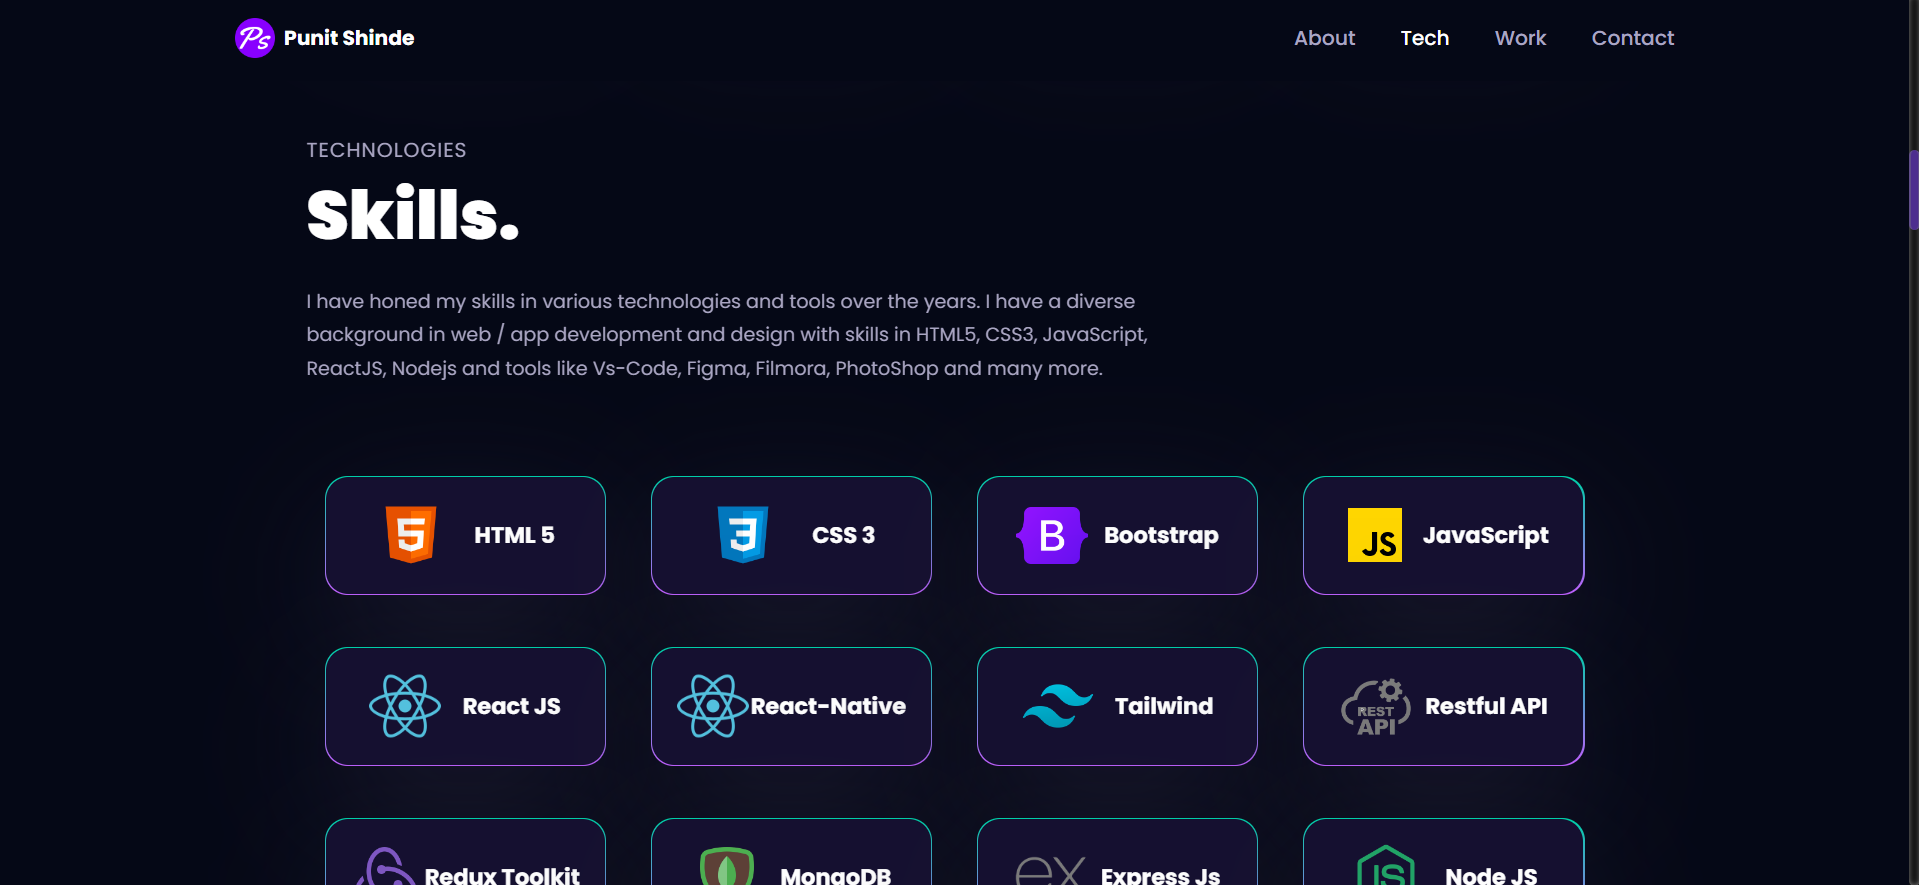 Ps Punit Shinde
About Tech Work Contact
TECHNOLOGIES
Skills.
I have honed my skills in various technologies and tools over the years. I have a diverse
background in web / app development and design with skills in HTML5, CSS3, JavaScript,
ReactJS, Nodejs and tools like Vs-Code, Figma, Filmora, PhotoShop and many more.
5 HTML 5
3 CSS 3
B Bootstrap
JS JavaScript
React JS
React-Native
Tailwind
REST
API
Restful API
Redux Toolkit
MongoDB
ex Express Js
JS Node JS